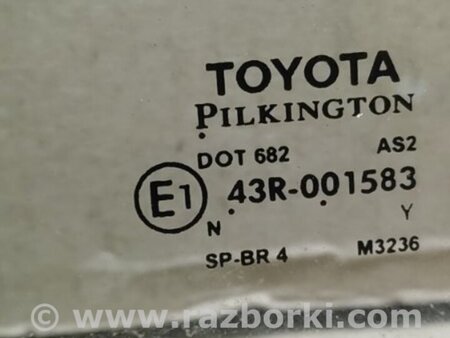 TOYOTA
PILKINGTON
DOT 682 AS2
E1 43R-001583
N Y
SP-BR 4 M3236
© www.razborki.com